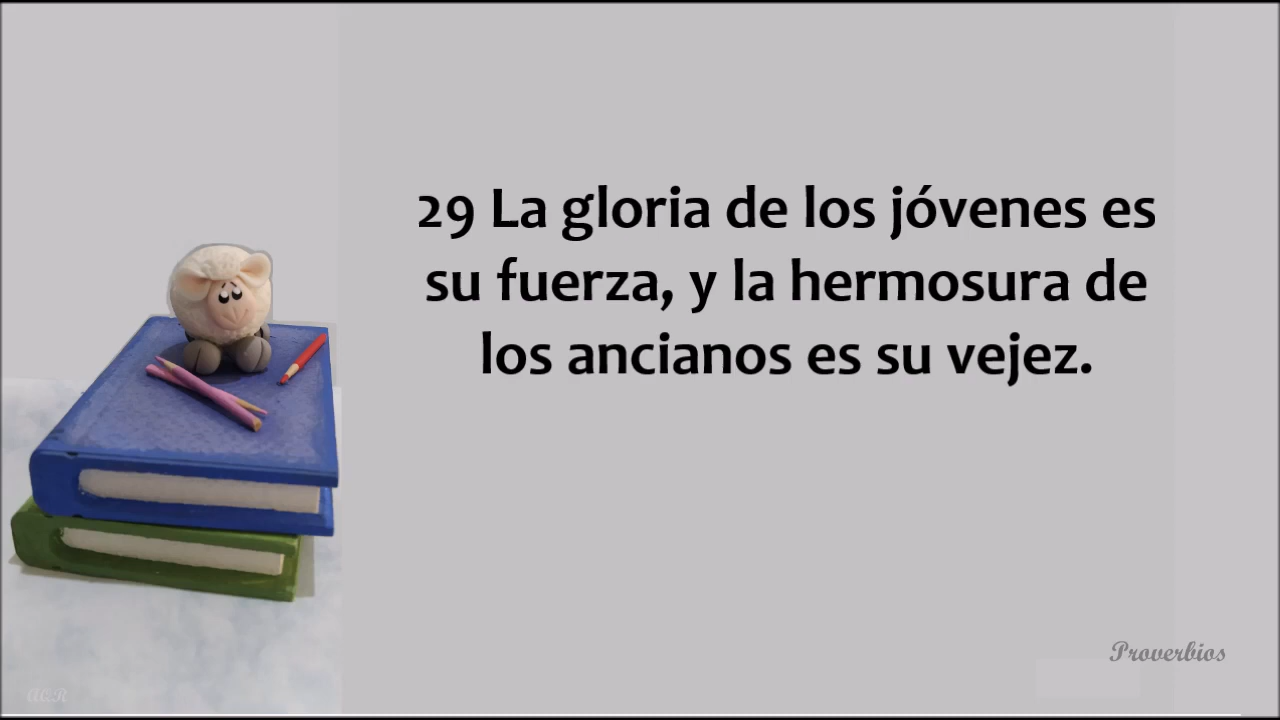 29 La gloria de los jóvenes es
su fuerza, y la hermosura de
los ancianos es su vejez.
Proverbios